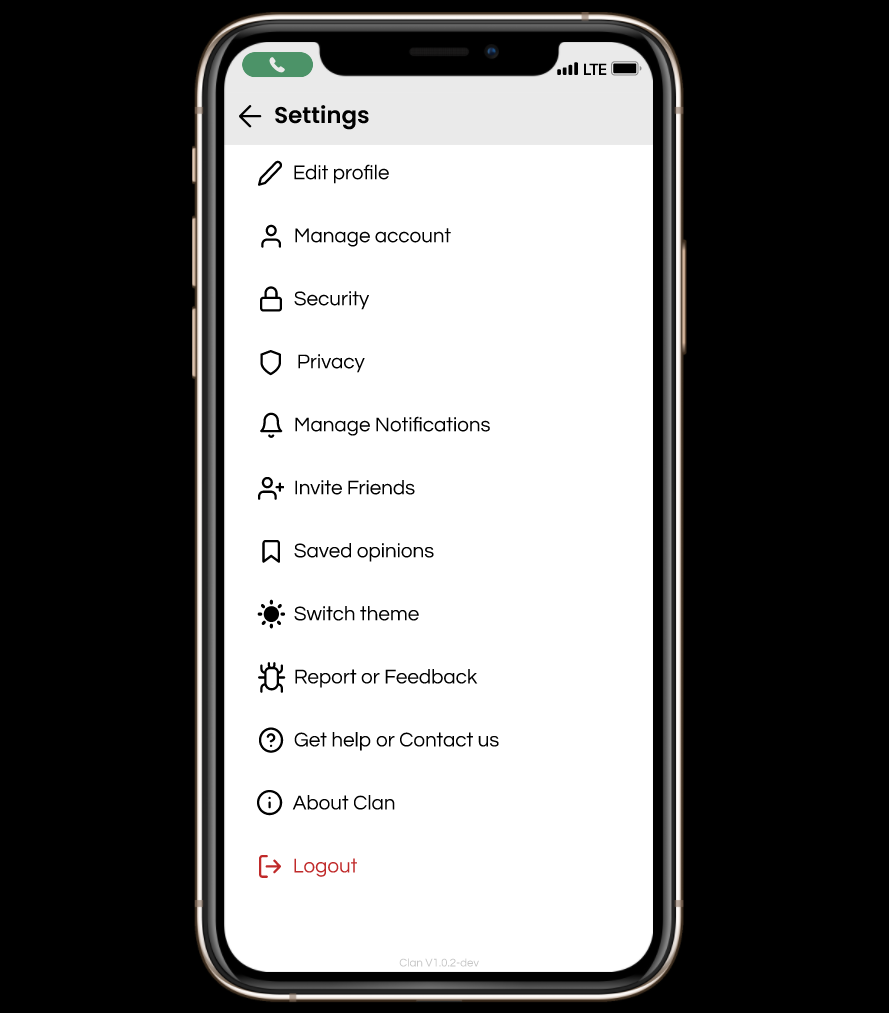 LTE
Settings
Edit profile
Manage account
Security
Privacy
Manage Notifications
Invite Friends
Saved opinions
Switch theme
Report or Feedback
Get help or Contact us
About Clan
Logout
Clan V1.0.2-dev